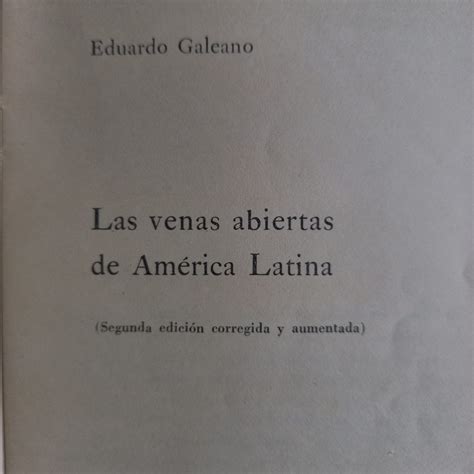 Eduardo Galeano
Las venas abiertas
de América Latina
(Segunda edición corregida y aumentada)